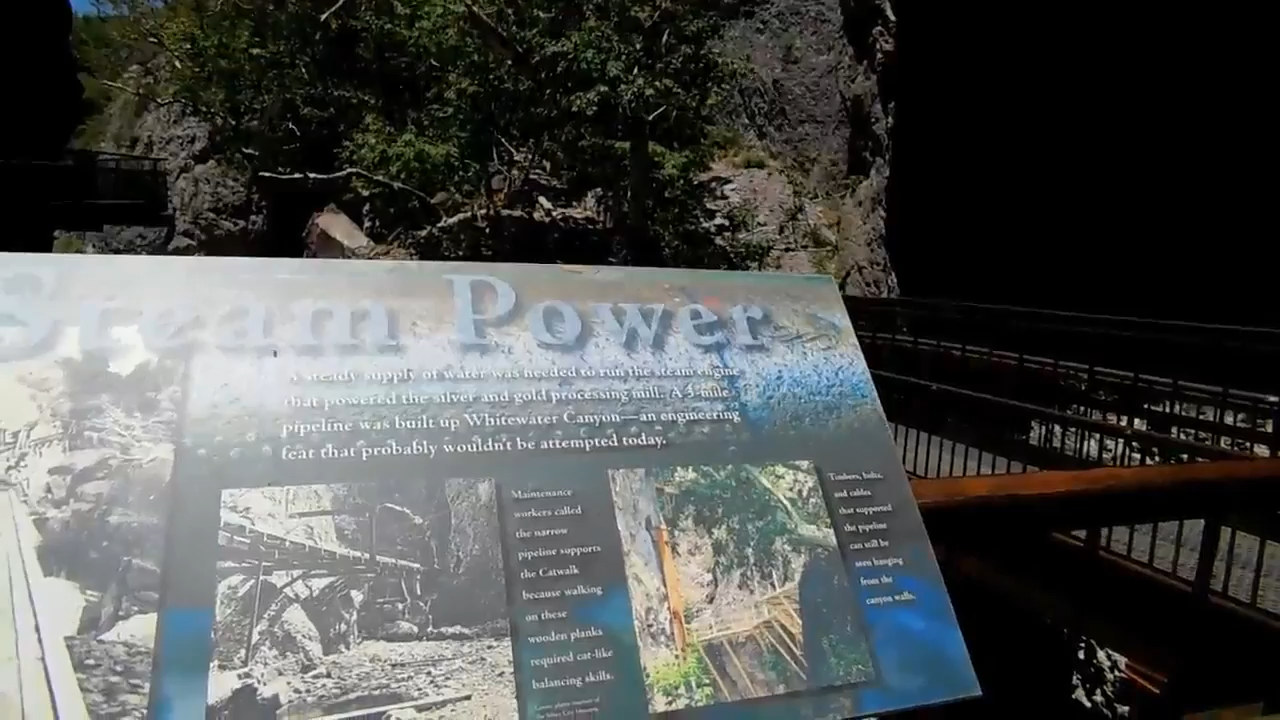 Steam Power
A steady supply of water was needed to run the steam engine
that powered the silver and gold processing mill. A 3-mile
pipeline was built up Whitewater Canyon—an engineering
feat that probably wouldn't be attempted today.
Maintenance
workers called
the narrow
pipeline supports
the Catwalk
because walking
on these
wooden planks
required cat-like
balancing skills.
Timbers, bolts,
and cables
that supported
the pipeline
can still be
seen hanging
from the
canyon walls.